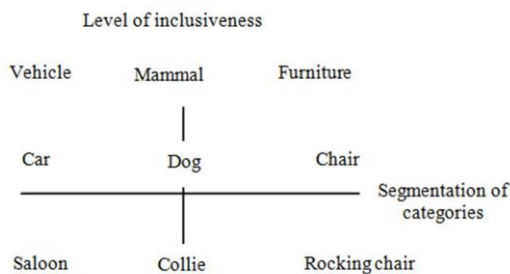 Level of inclusiveness
Vehicle Mammal Furniture
Car Dog Chair
Segmentation of
categories
Saloon Collie Rocking chair